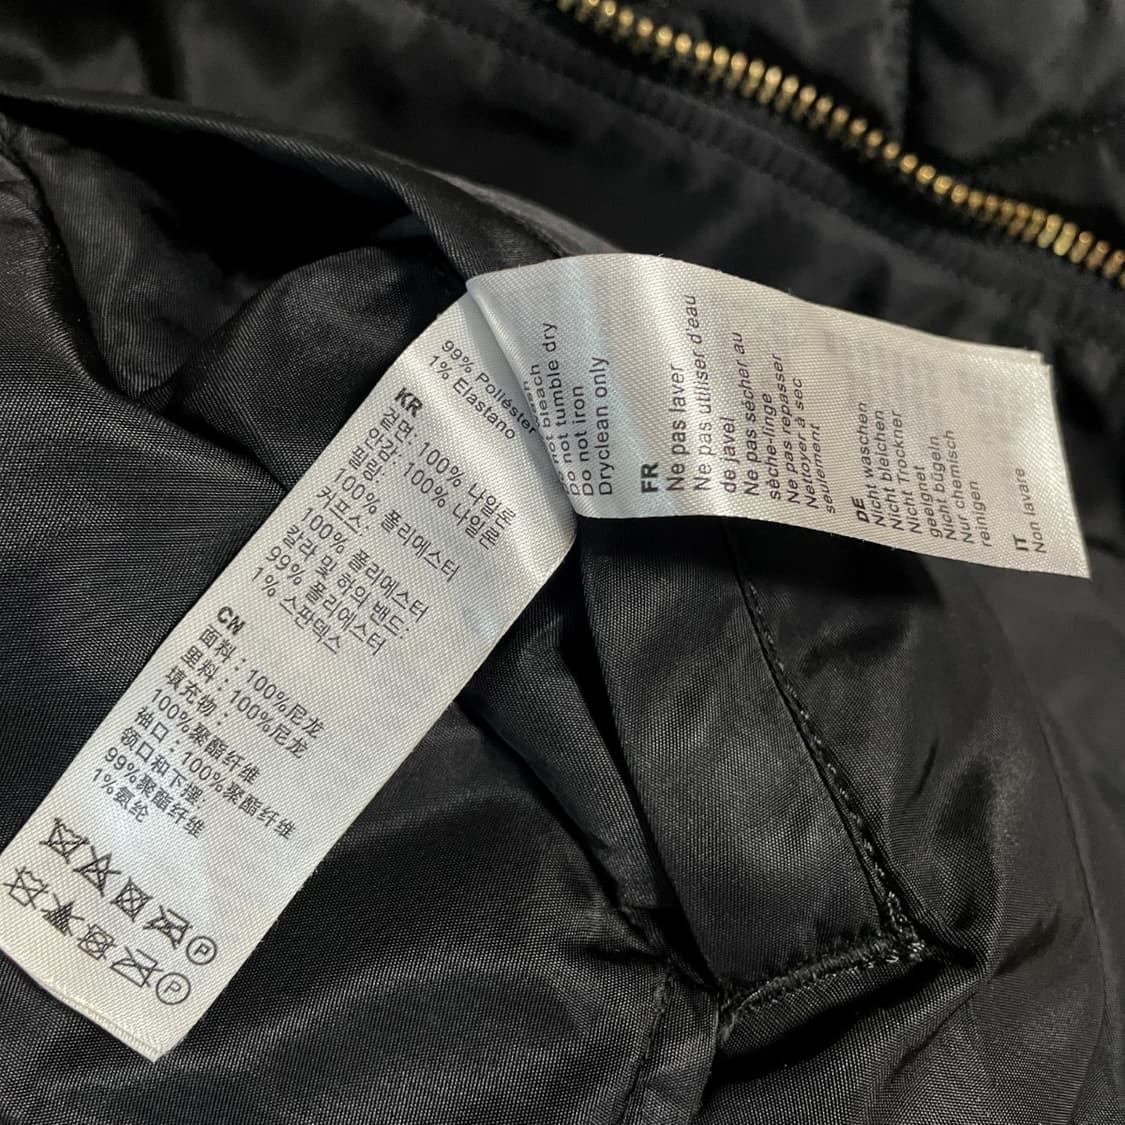 99% Poliéster
1% Elastano
KR
겉면: 100% 나일론
안감: 100% 나일론
필링:
100% 폴리에스터
커프스:
100% 폴리에스터
칼라 및 하의 밴드:
99% 폴리에스터
1% 스판덱스
CN
面料：100%尼龙
里料：100%尼龙
填充物：
100%聚酯纤维
袖口：100%聚酯纤维
领口和下摆:
99%聚酯纤维
1%氨纶
P
P
not bleach
Do not tumble dry
Do not iron
Dryclean only
FR
Ne pas laver
Ne pas utiliser d'eau
de javel
Ne pas sécher au
sèche-linge
Ne pas repasser
Netoyer à sec
seulement
DE
Nicht waschen
Nicht bleichen
Nicht Trockner
geeignet
Nicht bügeln
Nur chemisch
reinigen
IT
Non lavare